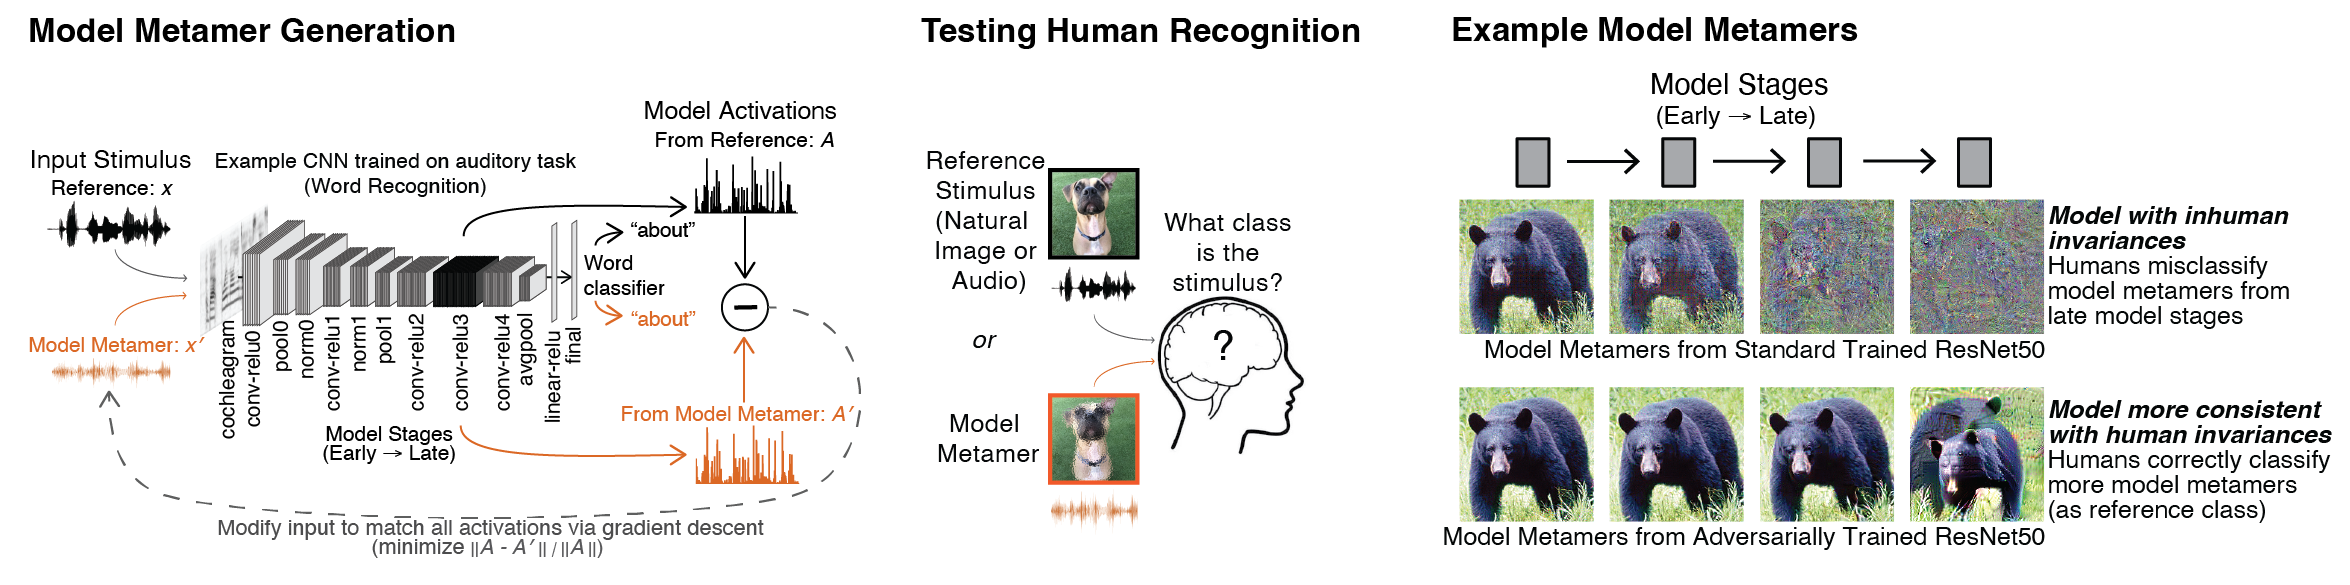 Model Metamer Generation
Input Stimulus
Reference: x
Example CNN trained on auditory task
(Word Recognition)
Model Activations
From Reference: A
"about"
Word
classifier
"about"
Model Metamer: x′
cochleagram
conv-relu0
pool0
norm0
conv-relu1
norm1
pool1
conv-relu2
conv-relu3
conv-relu4
avgpool
linear-relu
final
Model Stages
(Early → Late)
From Model Metamer: A′
Modify input to match all activations via gradient descent
(minimize ||A - A′ || / ||A ||)
Testing Human Recognition
Reference
Stimulus
(Natural
Image or
Audio)
or
Model
Metamer
What class
is the
stimulus?
?
Example Model Metamers
Model Stages
(Early → Late)
Model with inhuman
invariances
Humans misclassify
model metamers from
late model stages
Model Metamers from Standard Trained ResNet50
Model more consistent
with human invariances
Humans correctly classify
more model metamers
(as reference class)
Model Metamers from Adversarially Trained ResNet50